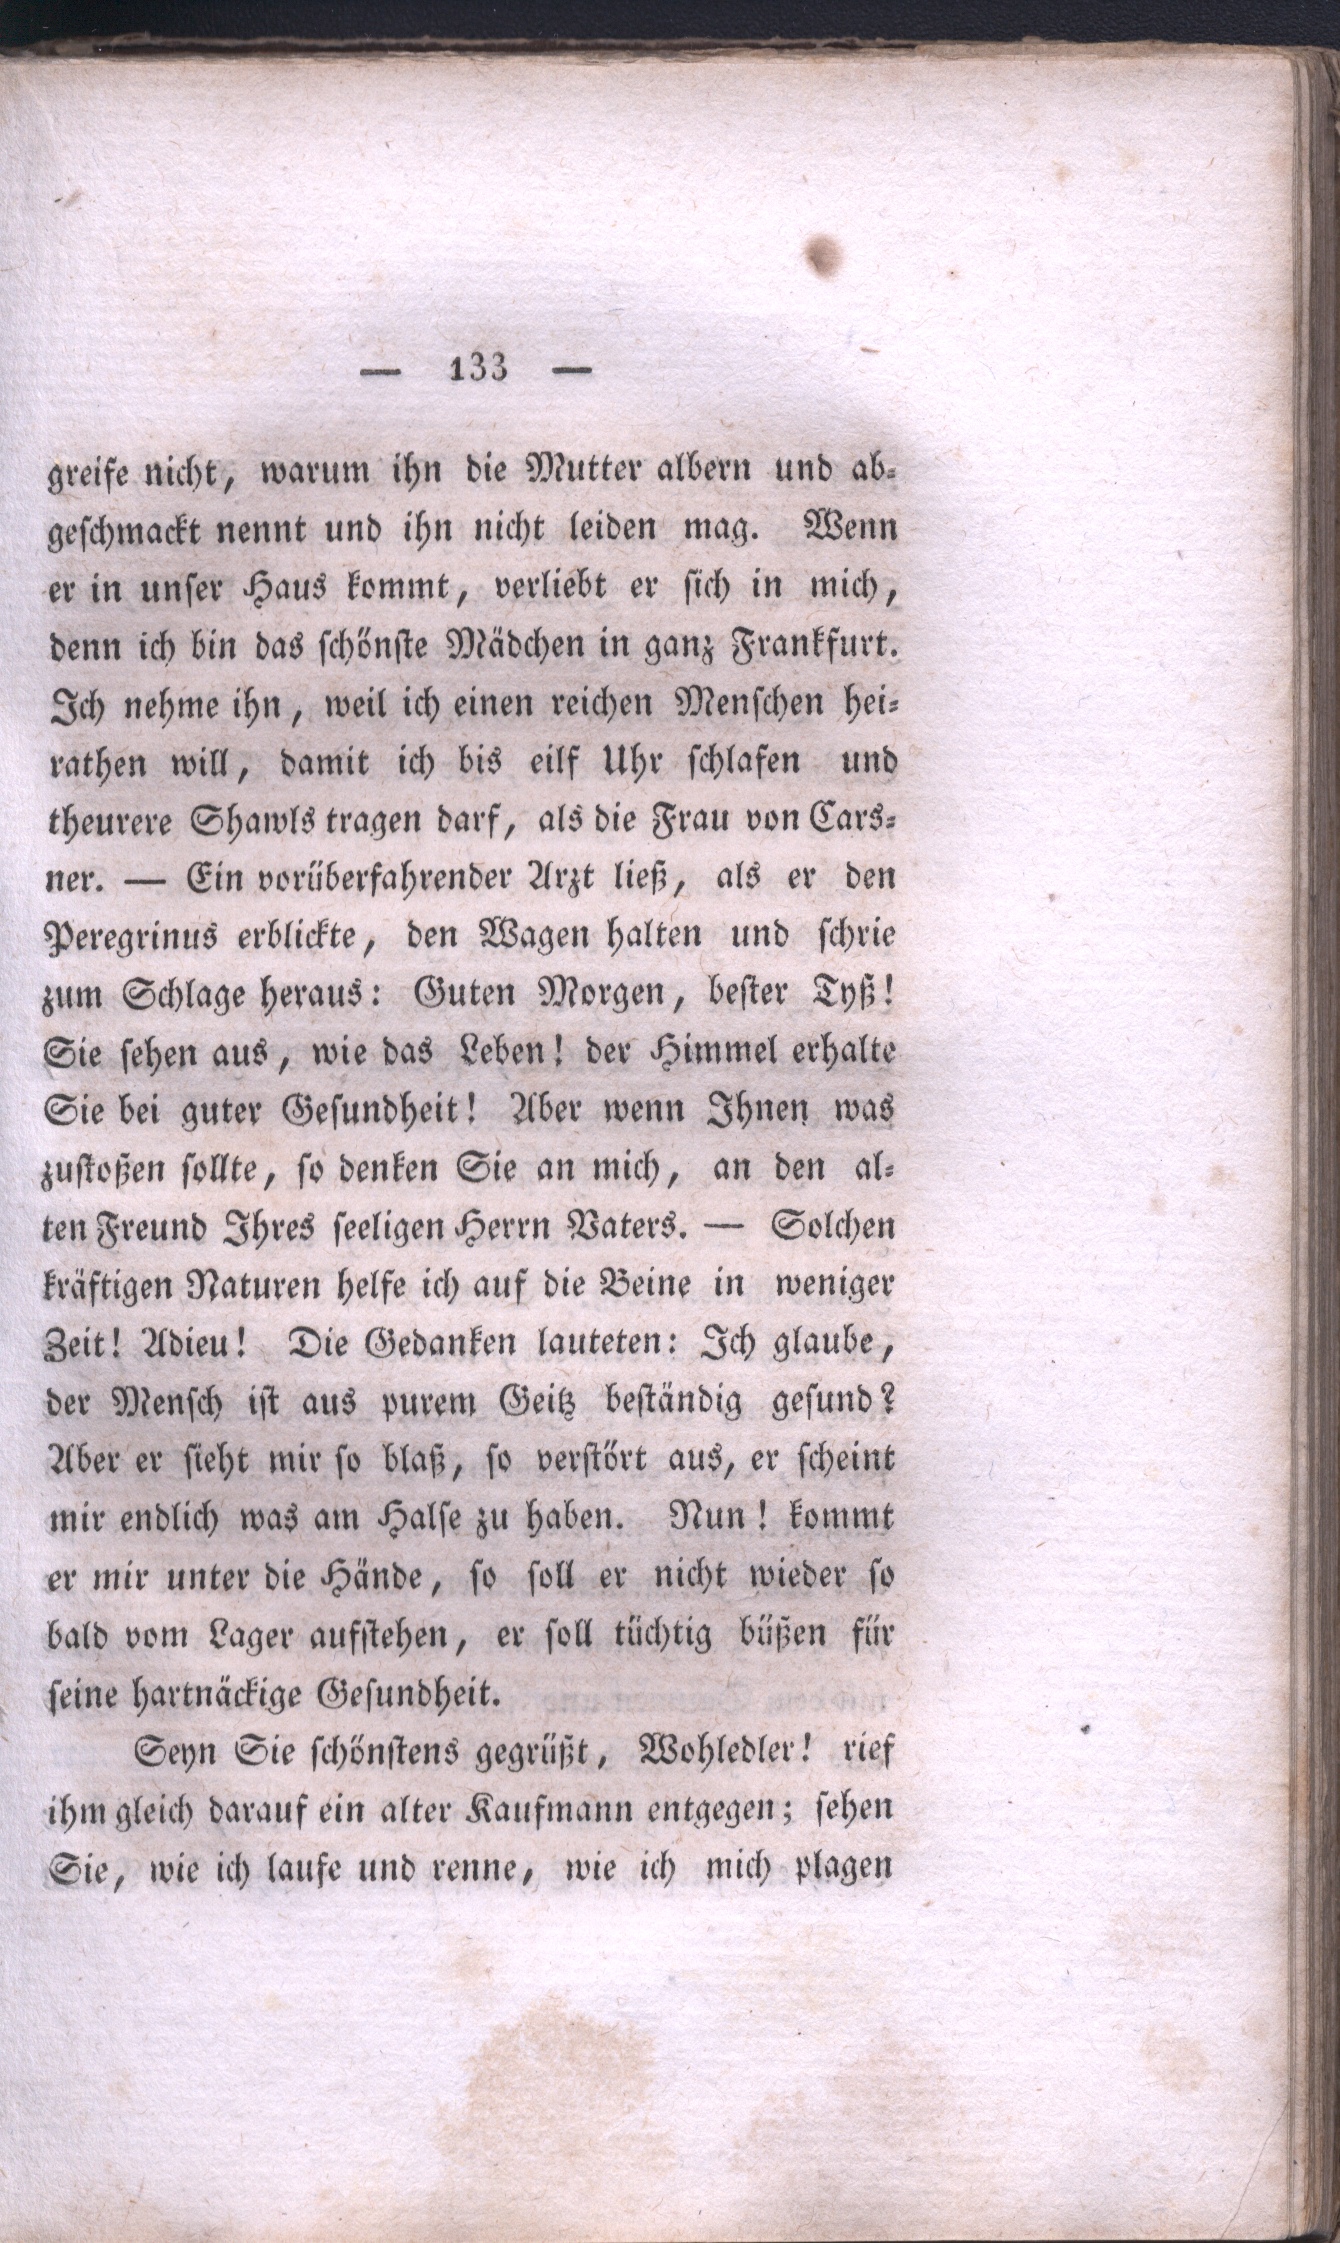 — 133 —
greife nicht, warum ihn die Mutter albern und ab-
geschmackt nennt und ihn nicht leiden mag. Wenn
er in unser Haus kommt, verliebt er sich in mich,
denn ich bin das schönste Mädchen in ganz Frankfurt.
Ich nehme ihn, weil ich einen reichen Menschen hei-
rathen will, damit ich bis eilf Uhr schlafen und
theurere Shawls tragen darf, als die Frau von Cars-
ner. — Ein vorüberfahrender Arzt ließ, als er den
Peregrinus erblickte, den Wagen halten und schrie
zum Schlage heraus: Guten Morgen, bester Tyß!
Sie sehen aus, wie das Leben! der Himmel erhalte
Sie bei guter Gesundheit! Aber wenn Ihnen was
zustoßen sollte, so denken Sie an mich, an den al-
ten Freund Ihres seeligen Herrn Vaters. — Solchen
kräftigen Naturen helfe ich auf die Beine in weniger
Zeit! Adieu! Die Gedanken lauteten: Ich glaube,
der Mensch ist aus purem Geitz beständig gesund?
Aber er sieht mir so blaß, so verstört aus, er scheint
mir endlich was am Halse zu haben. Nun! kommt
er mir unter die Hände, so soll er nicht wieder so
bald vom Lager aufstehen, er soll tüchtig büßen für
seine hartnäckige Gesundheit.
Seyn Sie schönstens gegrüßt, Wohledler! rief
ihm gleich darauf ein alter Kaufmann entgegen; sehen
Sie, wie ich laufe und renne, wie ich mich plagen